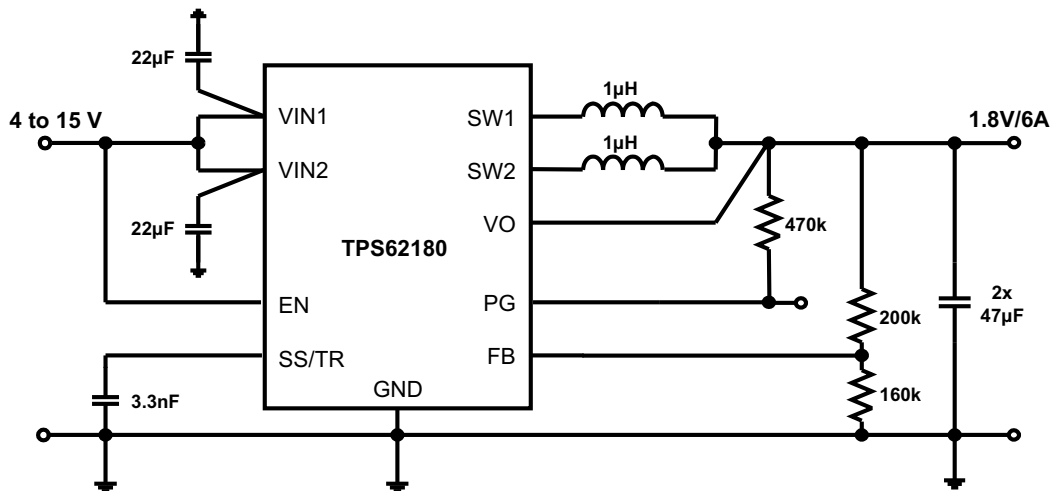 22µF
4 to 15 V
22µF
3.3nF
VIN1
VIN2
EN
SS/TR
TPS62180
GND
SW1
SW2
VO
PG
FB
1µH
1µH
470k
200k
160k
1.8V/6A
2x
47µF